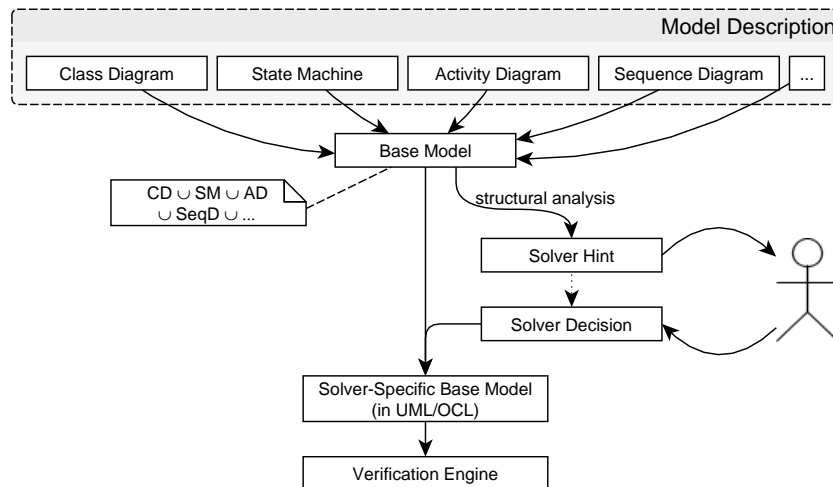 Model Description
Class Diagram
State Machine
Activity Diagram
Sequence Diagram
...
Base Model
CD ∪ SM ∪ AD
∪ SeqD ∪ ...
structural analysis
Solver Hint
Solver Decision
Solver-Specific Base Model
(in UML/OCL)
Verification Engine